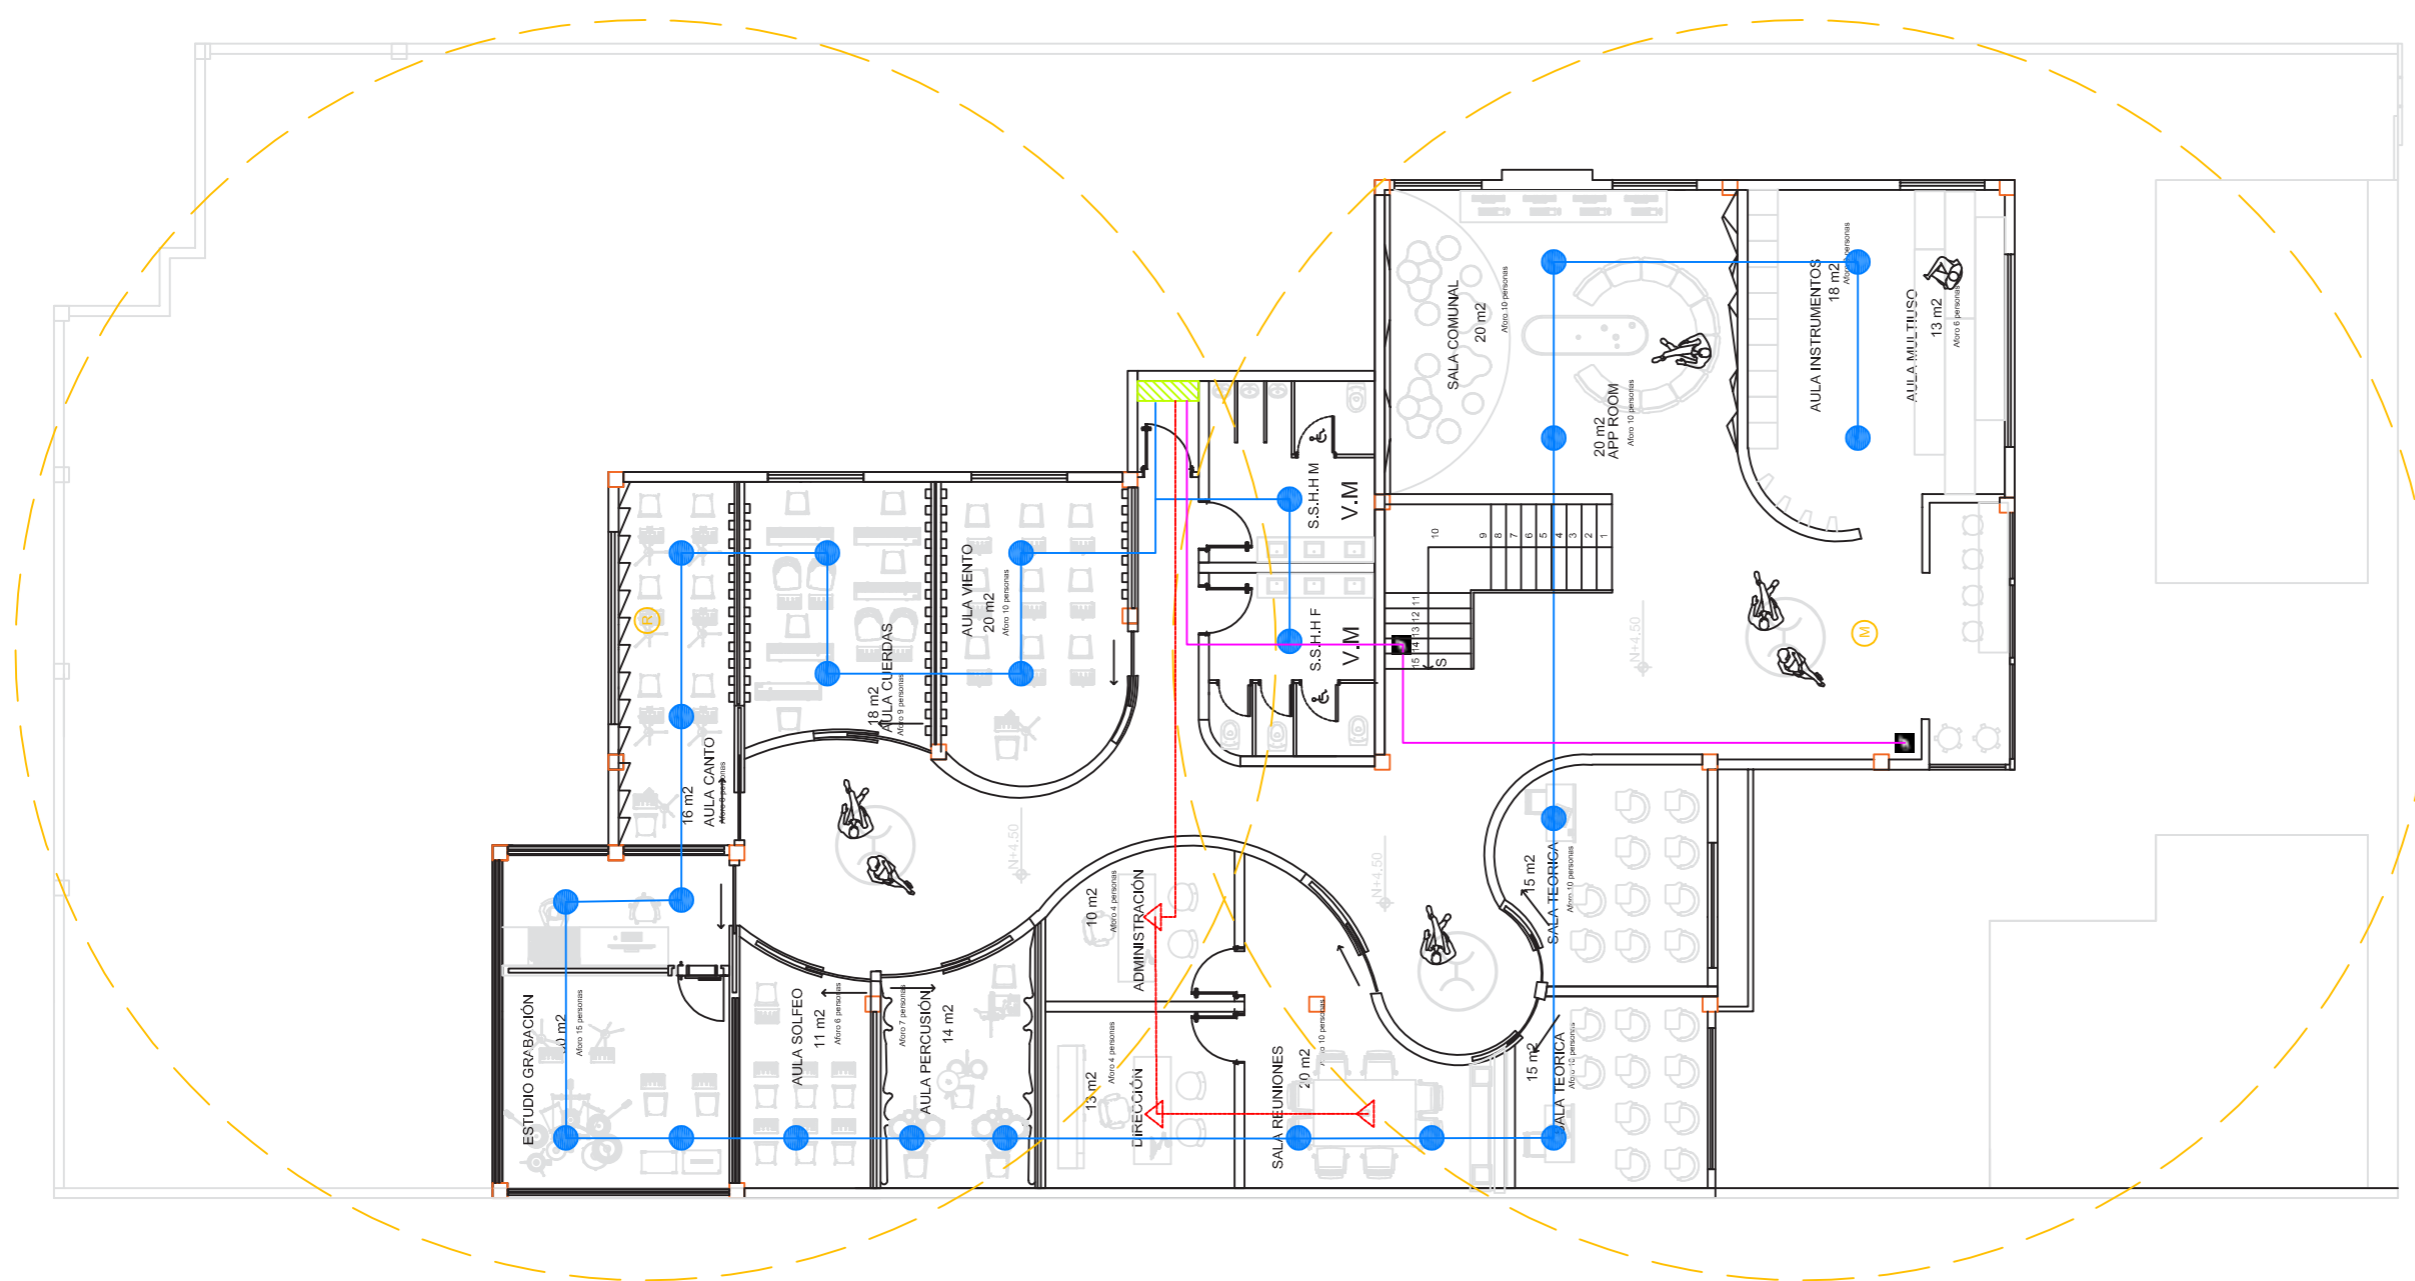 SALA COMUNAL
20 m2
Aforo 10 personas
20 m2
APP ROOM
Aforo 10 personas
AULA INSTRUMENTOS
18 m2
AULA MULTIUSO
13 m2
Aforo 6 personas
S.S.H.H M
V.M
S.S.H.H F
V.M
10
9
8
7
6
5
4
3
2
1
11
12
13
14
15
S
N+4,50
M
R
AULA VIENTO
20 m2
Aforo 10 personas
18 m2
AULA CUERDAS
Aforo 9 personas
16 m2
AULA CANTO
N+4,50
N+4,50
ESTUDIO GRABACIÓN
Aforo 15 personas
AULA SOLFEO
11 m2
Aforo 6 personas
Aforo 7 personas
AULA PERCUSIÓN
14 m2
10 m2
Aforo 4 personas
ADMINISTRACIÓN
13 m2
Aforo 4 personas
DIRECCIÓN
SALA REUNIONES
20 m2
15 m2
SALA TEORICA
Aforo 10 personas
15 m2
SALA TEORICA